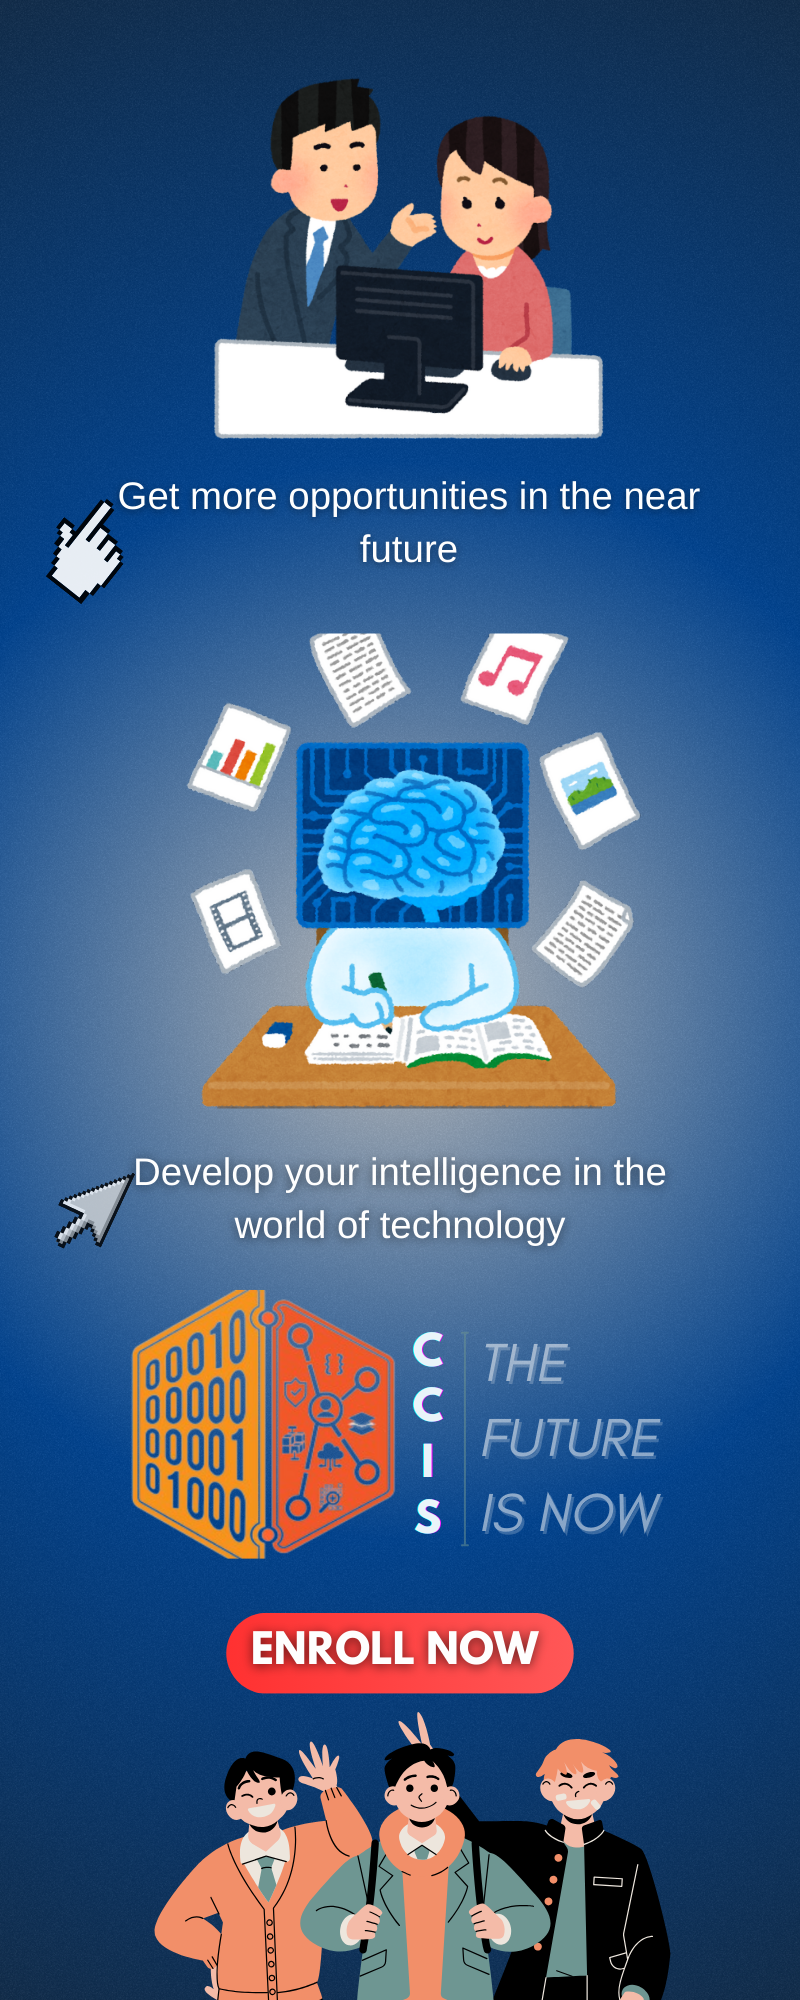 Get more opportunities in the near
future
Develop your intelligence in the
world of technology
00010
00000
00001
01000
C
C
I
S
THE
FUTURE
IS NOW
ENROLL NOW